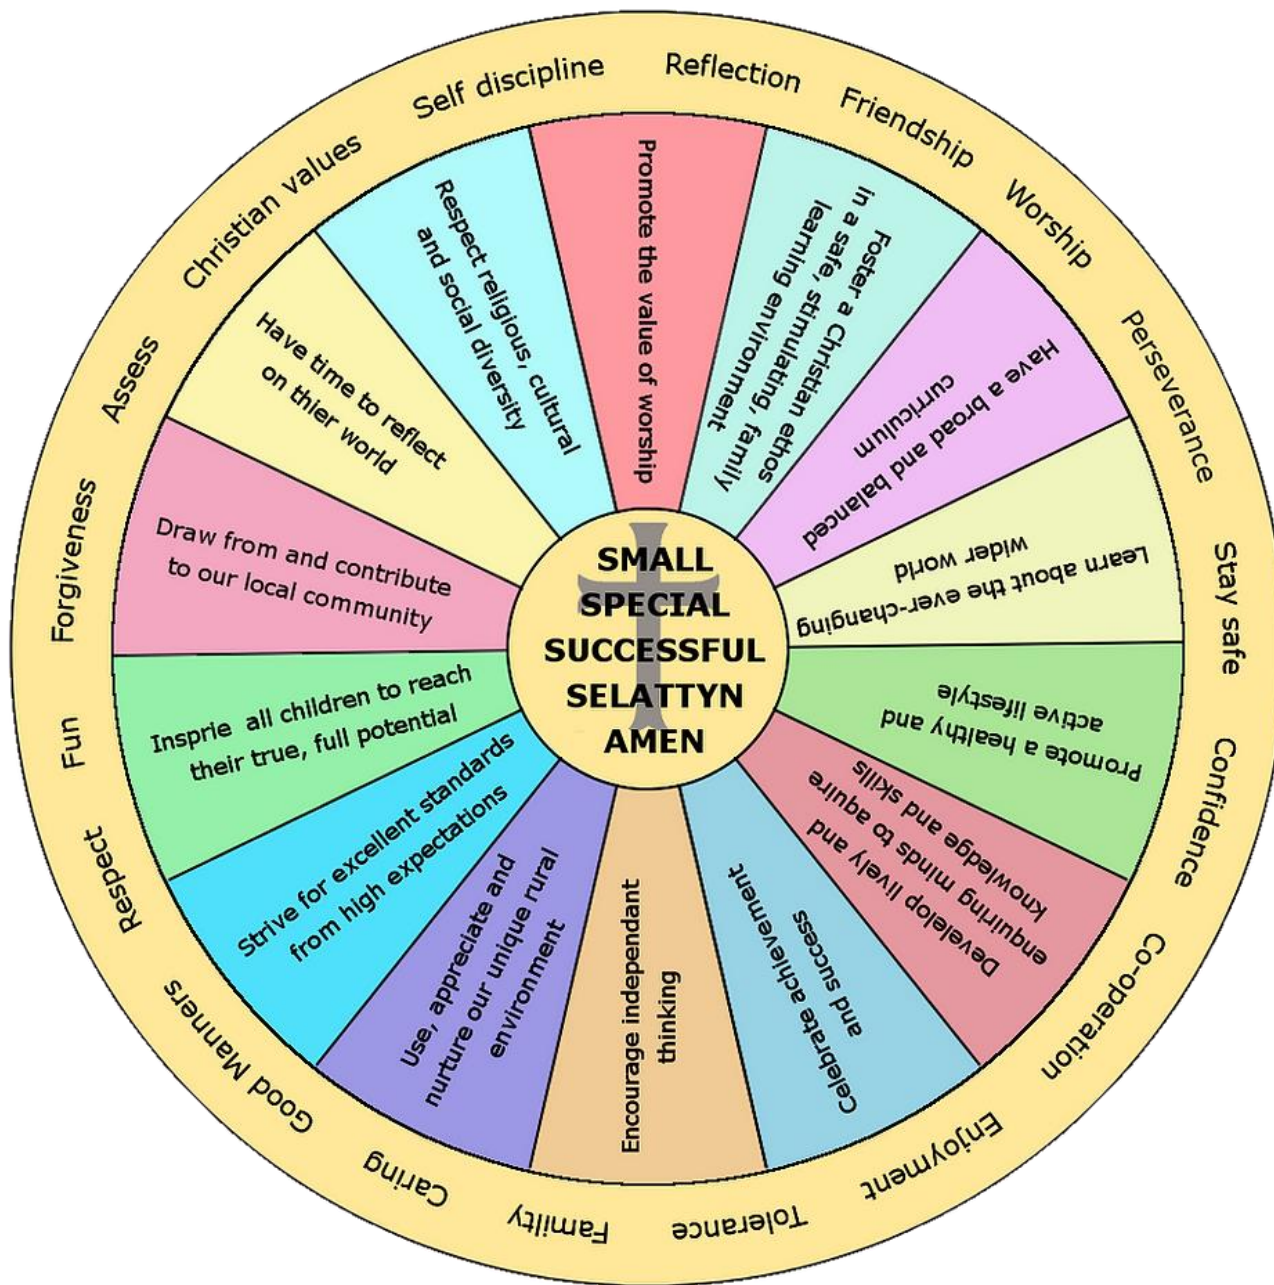 Reflection
Friendship
Worship
Perseverance
Stay safe
Confidence
Co-operation
Enjoyment
Tolerance
Familty
Caring
Good Manners
Respect
Fun
Forgiveness
Assess
Christian values
Self discipline
Promote the value of worship
Foster a Christian ethos
in a safe, stimulating, family
learning environment
Have a broad and balanced
curriculum
Learn about the ever-changing
wider world
Promote a healthy and
active lifestyle
Develelop lively and
enquiring minds to aquire
knowledge and skills
Celebrate achievement
and success
Encourage independant
thinking
Use, appreciate and
nurture our unique rural
environment
Strive for excellent standards
from high expectations
Insprie all children to reach
their true, full potential
Draw from and contribute
to our local community
Have time to reflect
on thier world
Respect religious, cultural
and social diversity
SMALL
SPECIAL
SUCCESSFUL
SELATTYN
AMEN